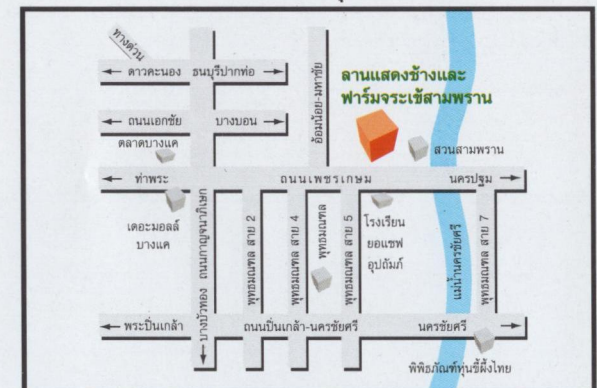 ทางด่วน
← ดาวคะนอง ธนบุรีปากท่อ →
← ถนนเอกชัย บางบอน →
ตลาดบางแค
อ้อมน้อย-มหาชัย
ลานแสดงช้างและ
ฟาร์มจระเข้สามพราน
สวนสามพราน
← ท่าพระ ถนนเพชรเกษม นครปฐม →
เดอะมอลล์
บางแค
บางบัวทอง ถนนกาญจนาภิเษก
พุทธมณฑล สาย 2
พุทธมณฑล สาย 4
พุทธมณฑล
พุทธมณฑล สาย 5
โรงเรียน
ยอแซฟ
อุปถัมภ์
แม่น้ำนครชัยศรี
พุทธมณฑล สาย 7
← พระปิ่นเกล้า ถนนปิ่นเกล้า-นครชัยศรี นครชัยศรี →
พิพิธภัณฑ์หุ่นขี้ผึ้งไทย